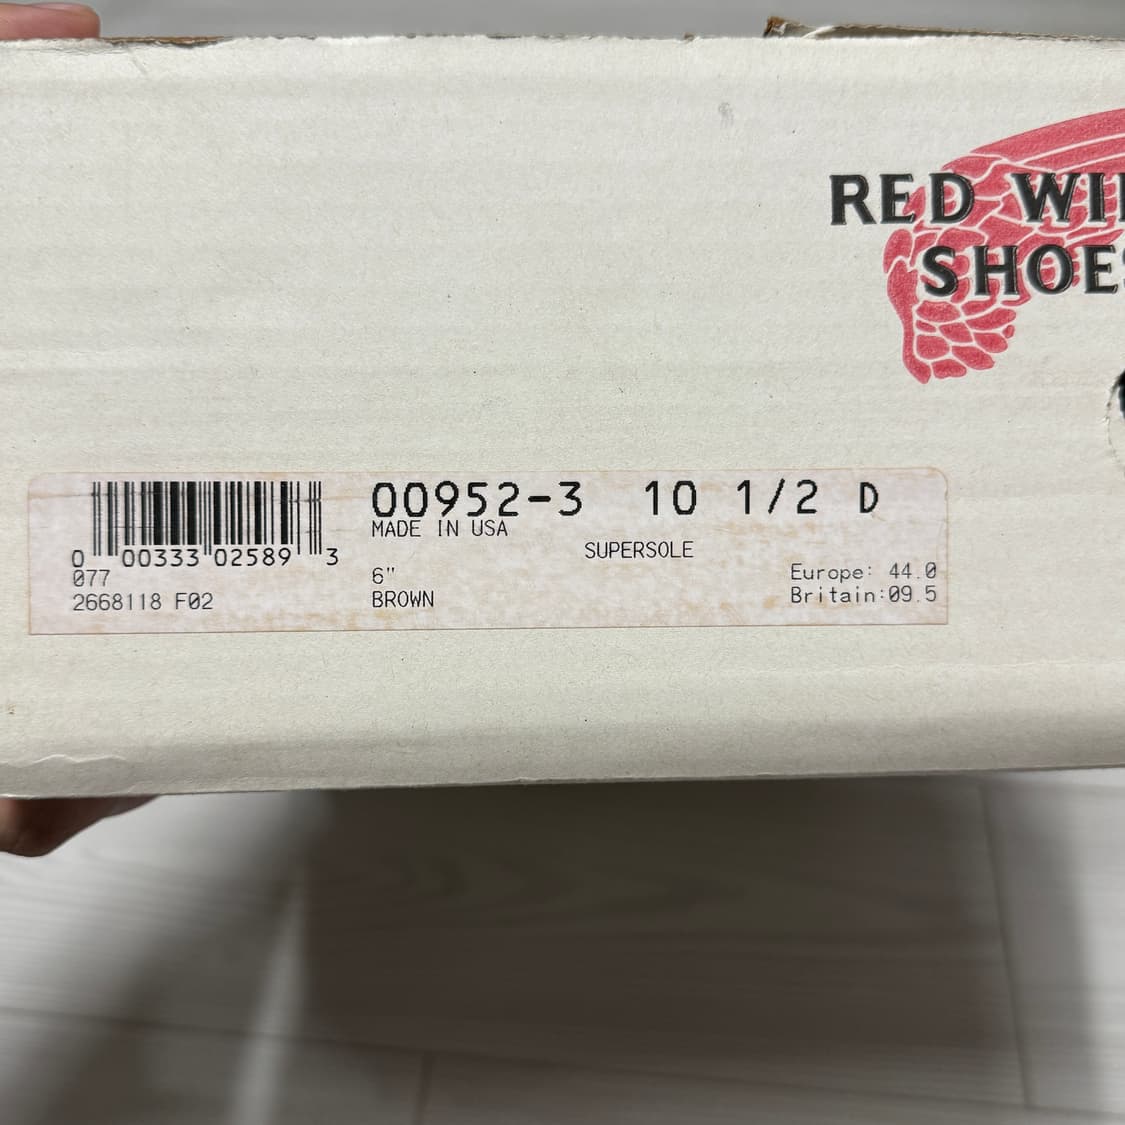 RED WI
SHOES
00952-3 10 1/2 D
MADE IN USA
SUPERSOLE
0 00333 02589 3
077
2668118 F02
6"
BROWN
Europe: 44.0
Britain:09.5